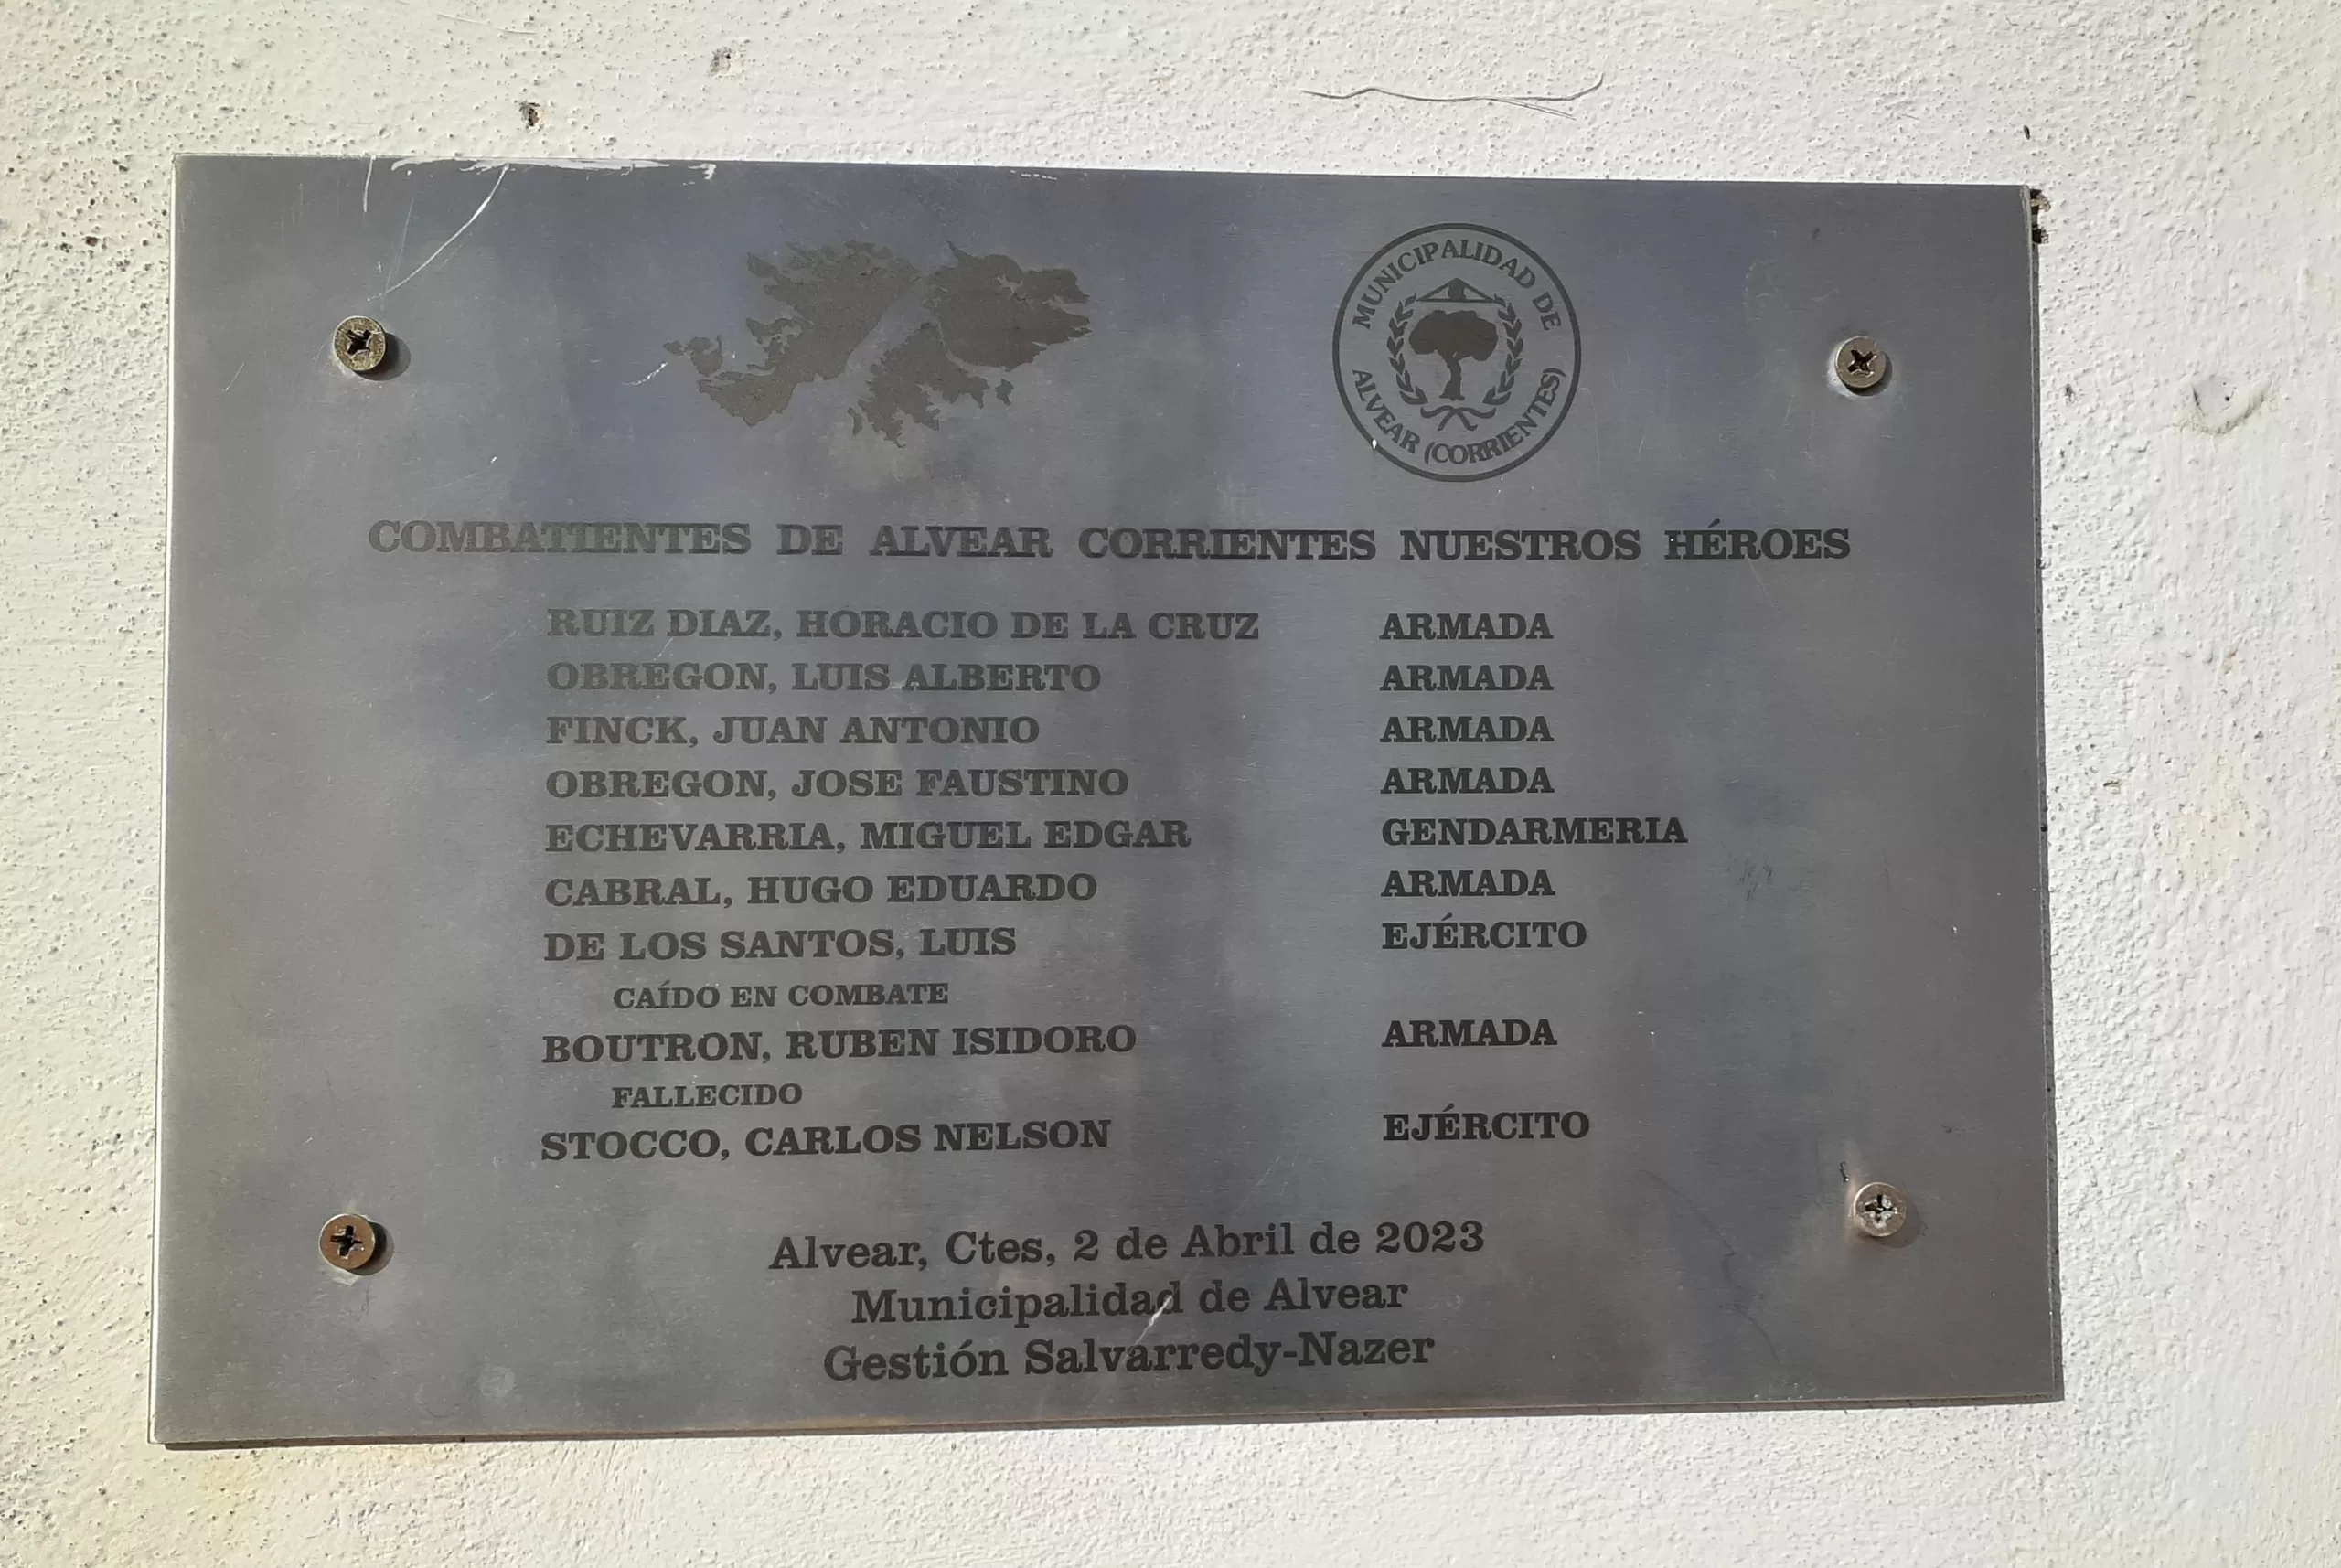 MUNICIPALIDAD DE
ALVEAR (CORRIENTES)
COMBATIENTES DE ALVEAR CORRIENTES NUESTROS HÉROES
RUIZ DIAZ, HORACIO DE LA CRUZ ARMADA
OBREGON, LUIS ALBERTO ARMADA
FINCK, JUAN ANTONIO ARMADA
OBREGON, JOSE FAUSTINO ARMADA
ECHEVARRIA, MIGUEL EDGAR GENDARMERIA
CABRAL, HUGO EDUARDO ARMADA
DE LOS SANTOS, LUIS EJÉRCITO
CAÍDO EN COMBATE
BOUTRON, RUBEN ISIDORO ARMADA
FALLECIDO
STOCCO, CARLOS NELSON EJÉRCITO
Alvear, Ctes, 2 de Abril de 2023
Municipalidad de Alvear
Gestión Salvarredy-Nazer